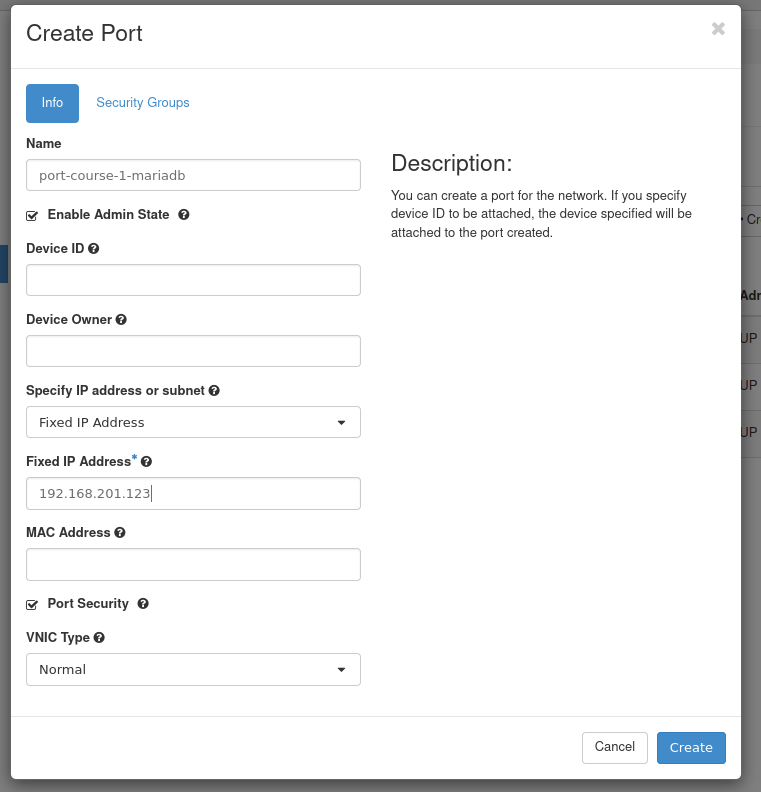 Create Port
Info
Security Groups
Name
port-course-1-mariadb
Enable Admin State
Device ID
Device Owner
Specify IP address or subnet
Fixed IP Address
Fixed IP Address*
192.168.201.123
MAC Address
Port Security
VNIC Type
Normal
Description:
You can create a port for the network. If you specify
device ID to be attached, the device specified will be
attached to the port created.
Cancel
Create
UP
UP
UP